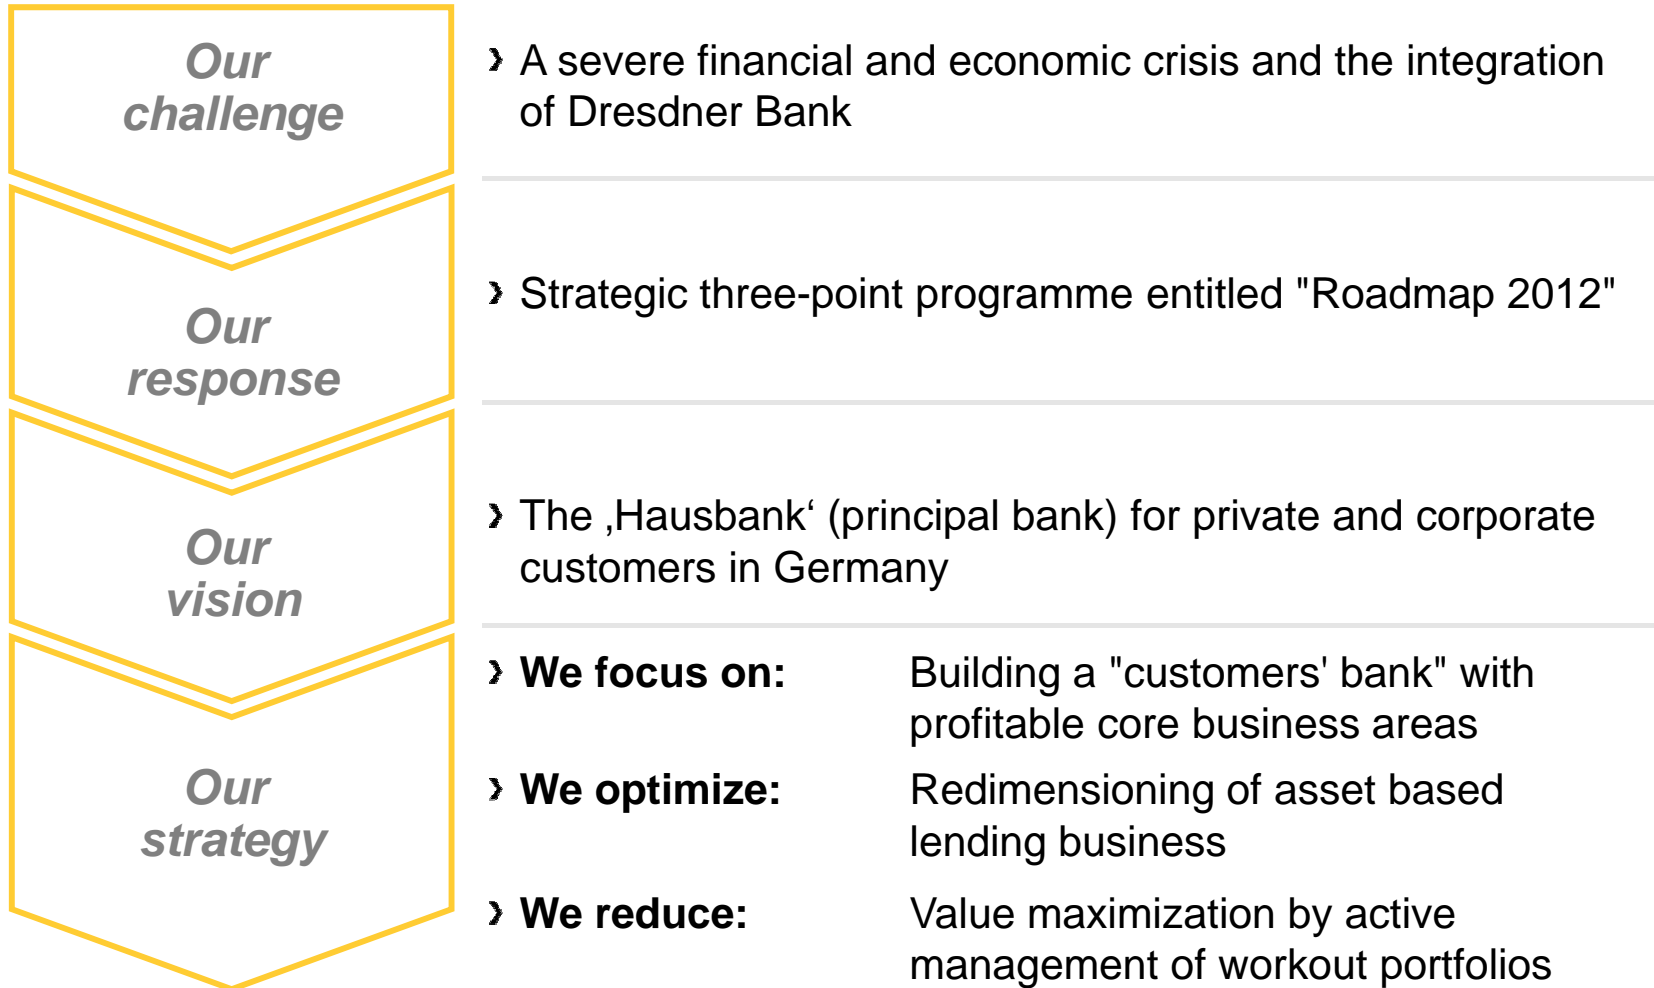 Our
challenge
› A severe financial and economic crisis and the integration
of Dresdner Bank
Our
response
› Strategic three-point programme entitled "Roadmap 2012"
Our
vision
› The ‚Hausbank‘ (principal bank) for private and corporate
customers in Germany
Our
strategy
› We focus on: Building a "customers' bank" with
profitable core business areas
› We optimize: Redimensioning of asset based
lending business
› We reduce: Value maximization by active
management of workout portfolios